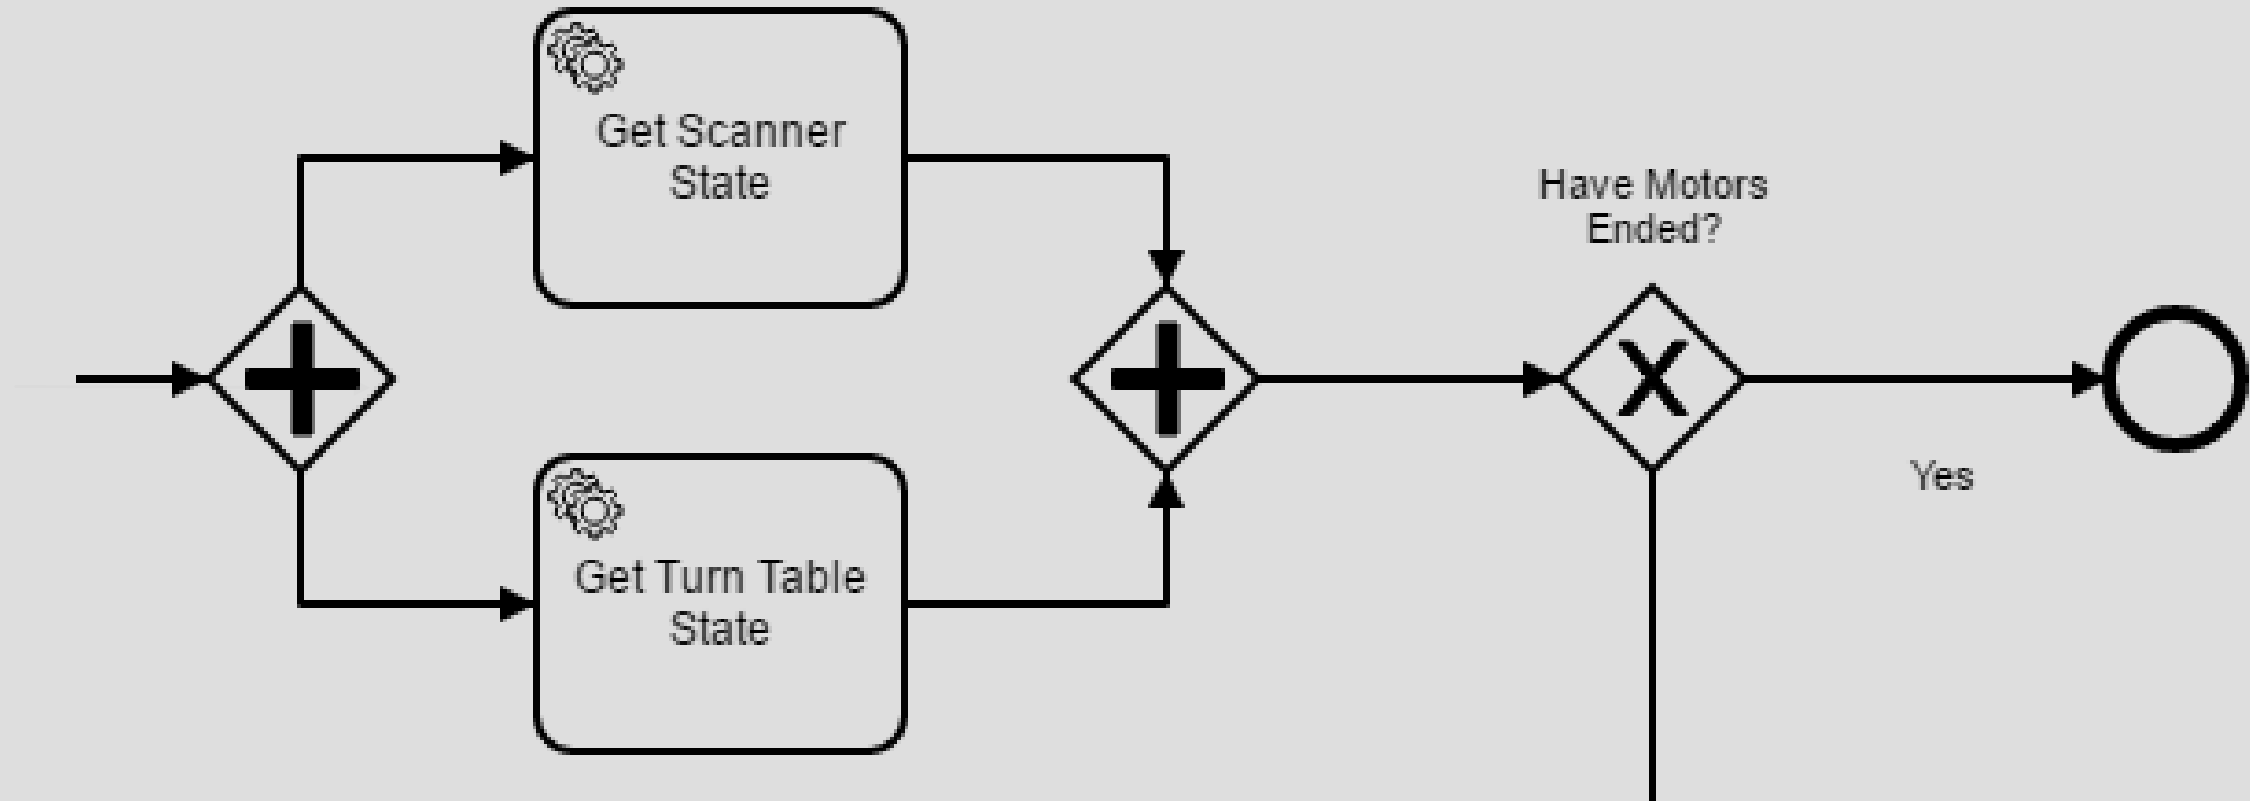 Get Scanner
State
Have Motors
Ended?
Yes
Get Turn Table
State